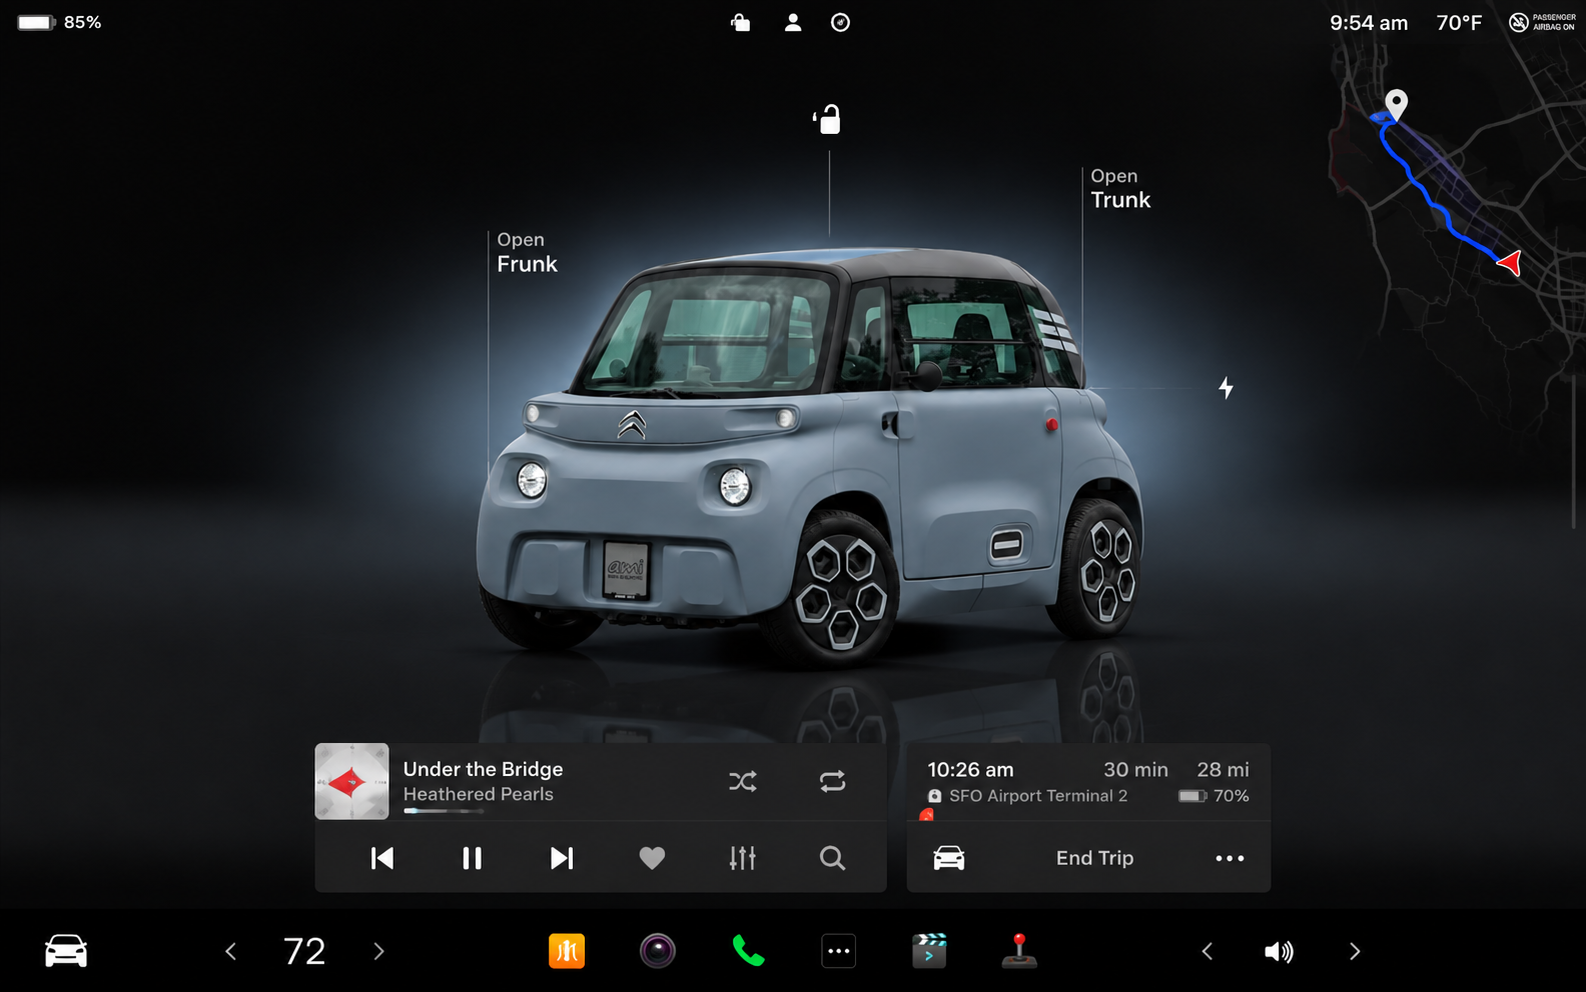 85%
9:54 am
70°F
PASSENGER
AIRBAG ON
Open
Trunk
Open
Frunk
ami
Under the Bridge
Heathered Pearls
10:26 am
30 min
28 mi
SFO Airport Terminal 2
70%
End Trip
72